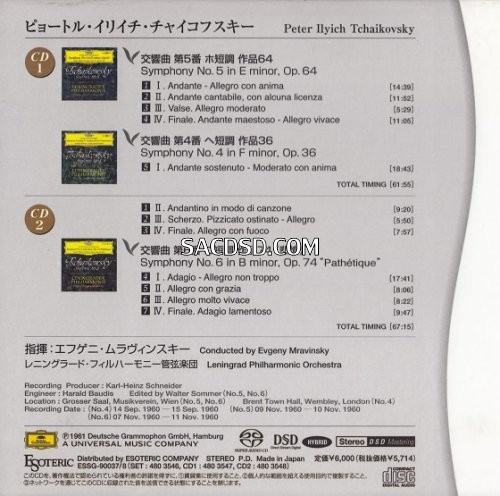 ピョートル・イリイチ・チャイコフスキー Peter Ilyich Tchaikovsky
CD 1
交響曲 第5番 ホ短調 作品64
Symphony No. 5 in E minor, Op. 64
1 Ⅰ. Andante - Allegro con anima [14:39]
2 Ⅱ. Andante cantabile, con alcuna licenza [11:52]
3 Ⅲ. Valse. Allegro moderato [5:29]
4 Ⅳ. Finale. Andante maestoso - Allegro vivace [11:05]
交響曲 第4番 ヘ短調 作品36
Symphony No. 4 in F minor, Op. 36
5 Ⅰ. Andante sostenuto - Moderato con anima [18:43]
TOTAL TIMING [61:55]
CD 2
1 Ⅱ. Andantino in modo di canzone [9:20]
2 Ⅲ. Scherzo. Pizzicato ostinato - Allegro [5:50]
3 Ⅳ. Finale. Allegro con fuoco [7:57]
交響曲
SACDSD.COM
Symphony No. 6 in B minor, Op. 74 "Pathétique"
4 Ⅰ. Adagio - Allegro non troppo [17:41]
5 Ⅱ. Allegro con grazia [8:06]
6 Ⅲ. Allegro molto vivace [8:22]
7 Ⅳ. Finale. Adagio lamentoso [9:47]
TOTAL TIMING [67:15]
指揮：エフゲニ・ムラヴィンスキー Conducted by Evgeny Mravinsky
レニングラード・フィルハーモニー管弦楽団 Leningrad Philharmonic Orchestra
Recording Producer : Karl-Heinz Schneider
Engineer : Harald Baudis Edited by Walter Sommer (No.5, No.6)
Location : Grosser Saal, Musikverein, Wien (No.5, No.6) Brent Town Hall, Wembley, London (No.4)
Recording Date : (No.4) 14 Sep. 1960 — 15 Sep. 1960 (No.5) 09 Nov. 1960 — 10 Nov. 1960
(No.6) 07 Nov. 1960 — 11 Nov. 1960
Ⓟ 1961 Deutsche Grammophon GmbH, Hamburg
A UNIVERSAL MUSIC COMPANY
SUPER AUDIO CD
DSD
Direct Stream Digital
HYBRID
Stereo DSD Mastering
ESOTERIC
Distributed by ESOTERIC COMPANY Stereo P.D. Made in Japan 定価 ¥6,000(税抜価格 ¥5,714)
ESSG-90037/8 (SET : 480 3546, CD1 : 480 3547, CD2 : 480 3548)
COMPACT disc DIGITAL AUDIO